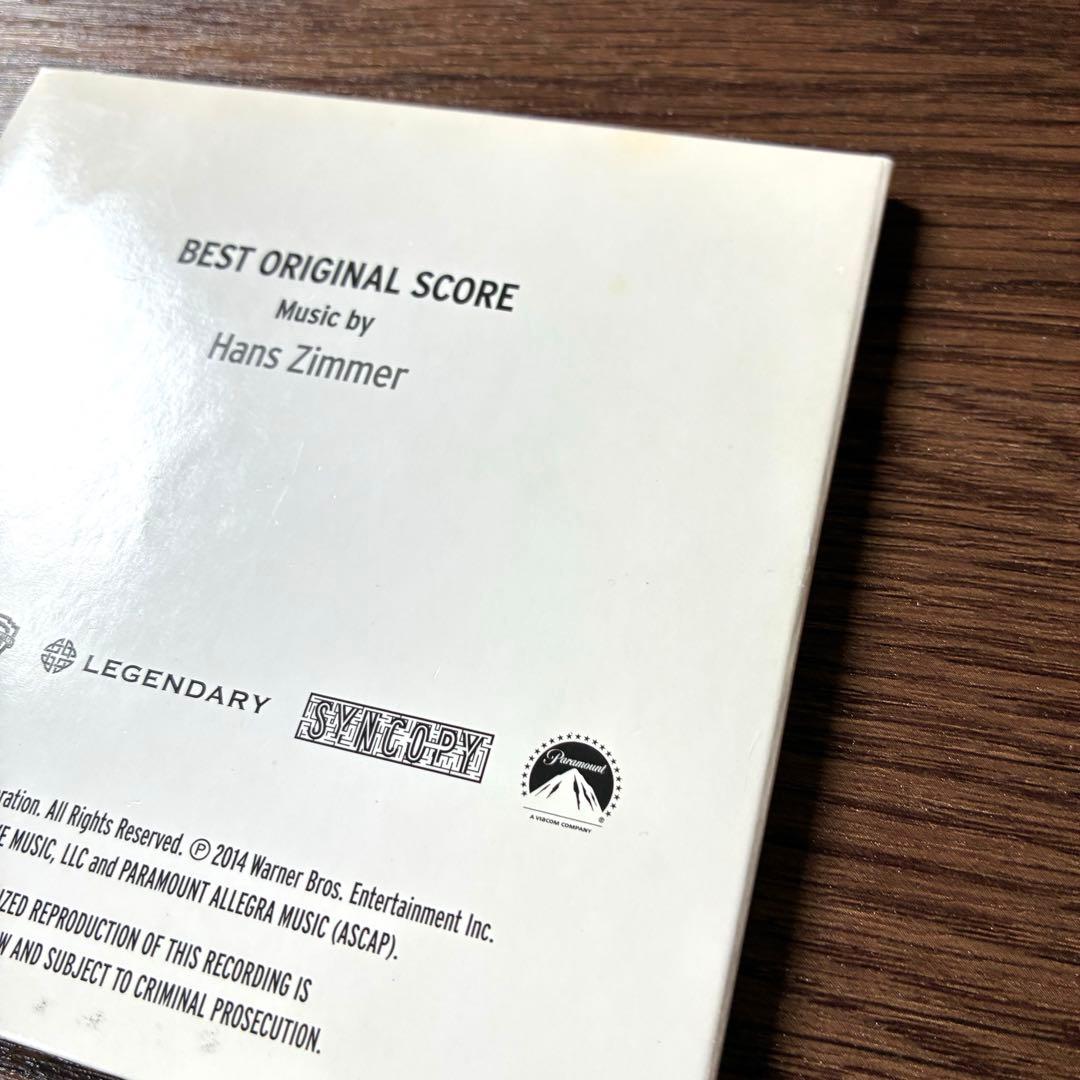 BEST ORIGINAL SCORE
Music by
Hans Zimmer
LEGENDARY
SYNCOPY
Paramount
®
A VIACOM COMPANY
ration. All Rights Reserved. ℗ 2014 Warner Bros. Entertainment Inc.
E MUSIC, LLC and PARAMOUNT ALLEGRA MUSIC (ASCAP).
IZED REPRODUCTION OF THIS RECORDING IS
W AND SUBJECT TO CRIMINAL PROSECUTION.